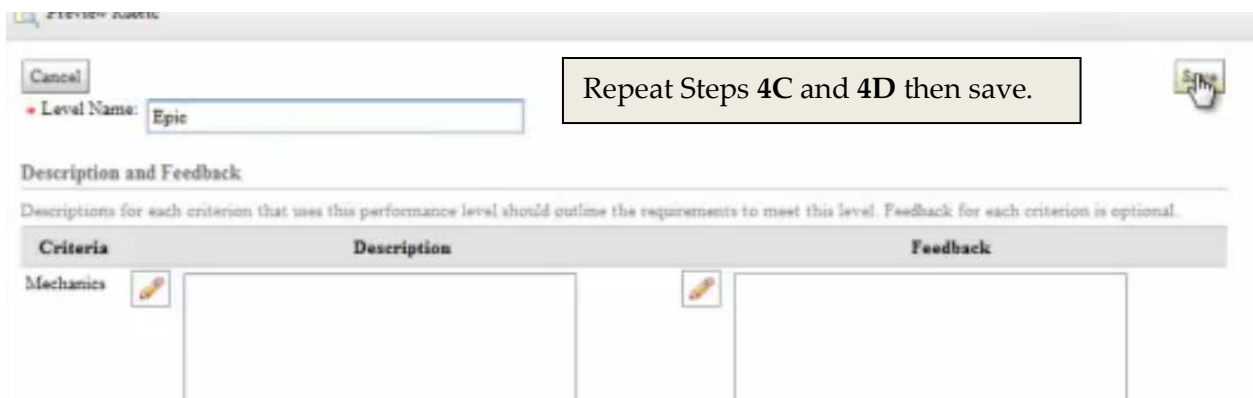 Preview Rubric
Cancel
Repeat Steps 4C and 4D then save.
Save
* Level Name: Epic
Description and Feedback
Descriptions for each criterion that uses this performance level should outline the requirements to meet this level. Feedback for each criterion is optional.
Criteria Description Feedback
Mechanics